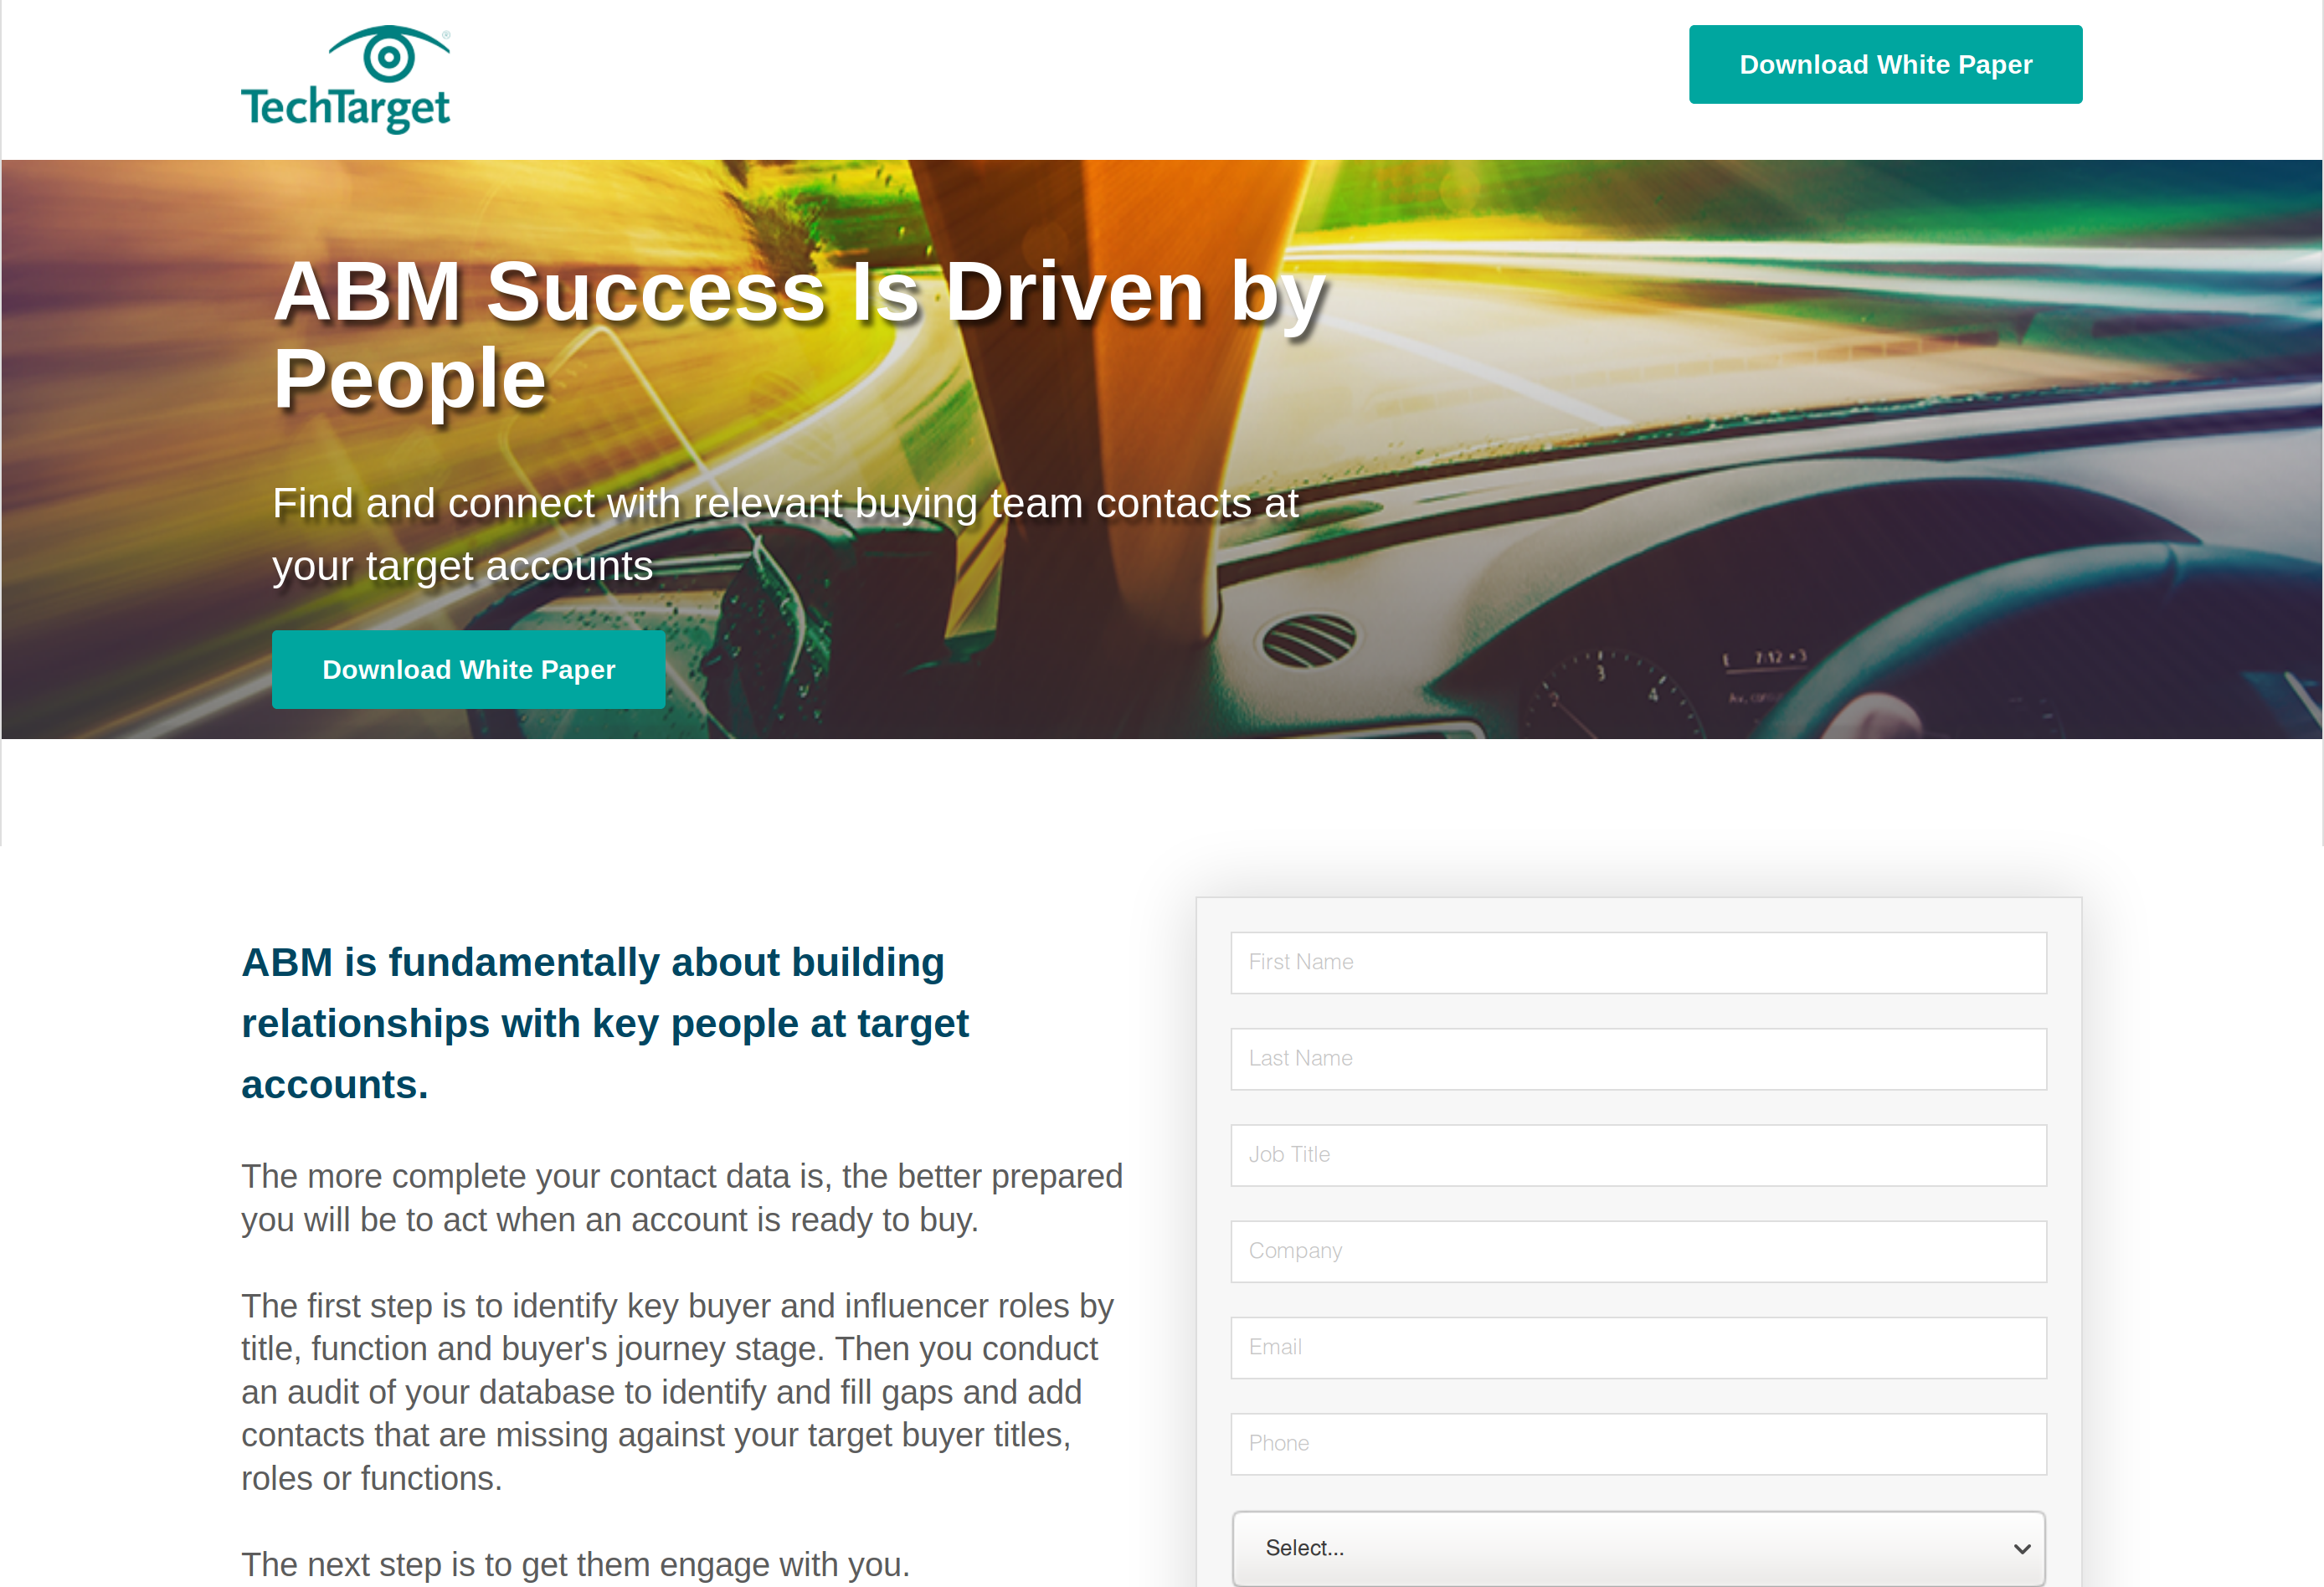 TechTarget®
Download White Paper
ABM Success Is Driven by
People
Find and connect with relevant buying team contacts at
your target accounts
Download White Paper
2
3
4
E 7:12
ABM is fundamentally about building
relationships with key people at target
accounts.
The more complete your contact data is, the better prepared
you will be to act when an account is ready to buy.
The first step is to identify key buyer and influencer roles by
title, function and buyer's journey stage. Then you conduct
an audit of your database to identify and fill gaps and add
contacts that are missing against your target buyer titles,
roles or functions.
The next step is to get them engage with you.
First Name
Last Name
Job Title
Company
Email
Phone
Select...